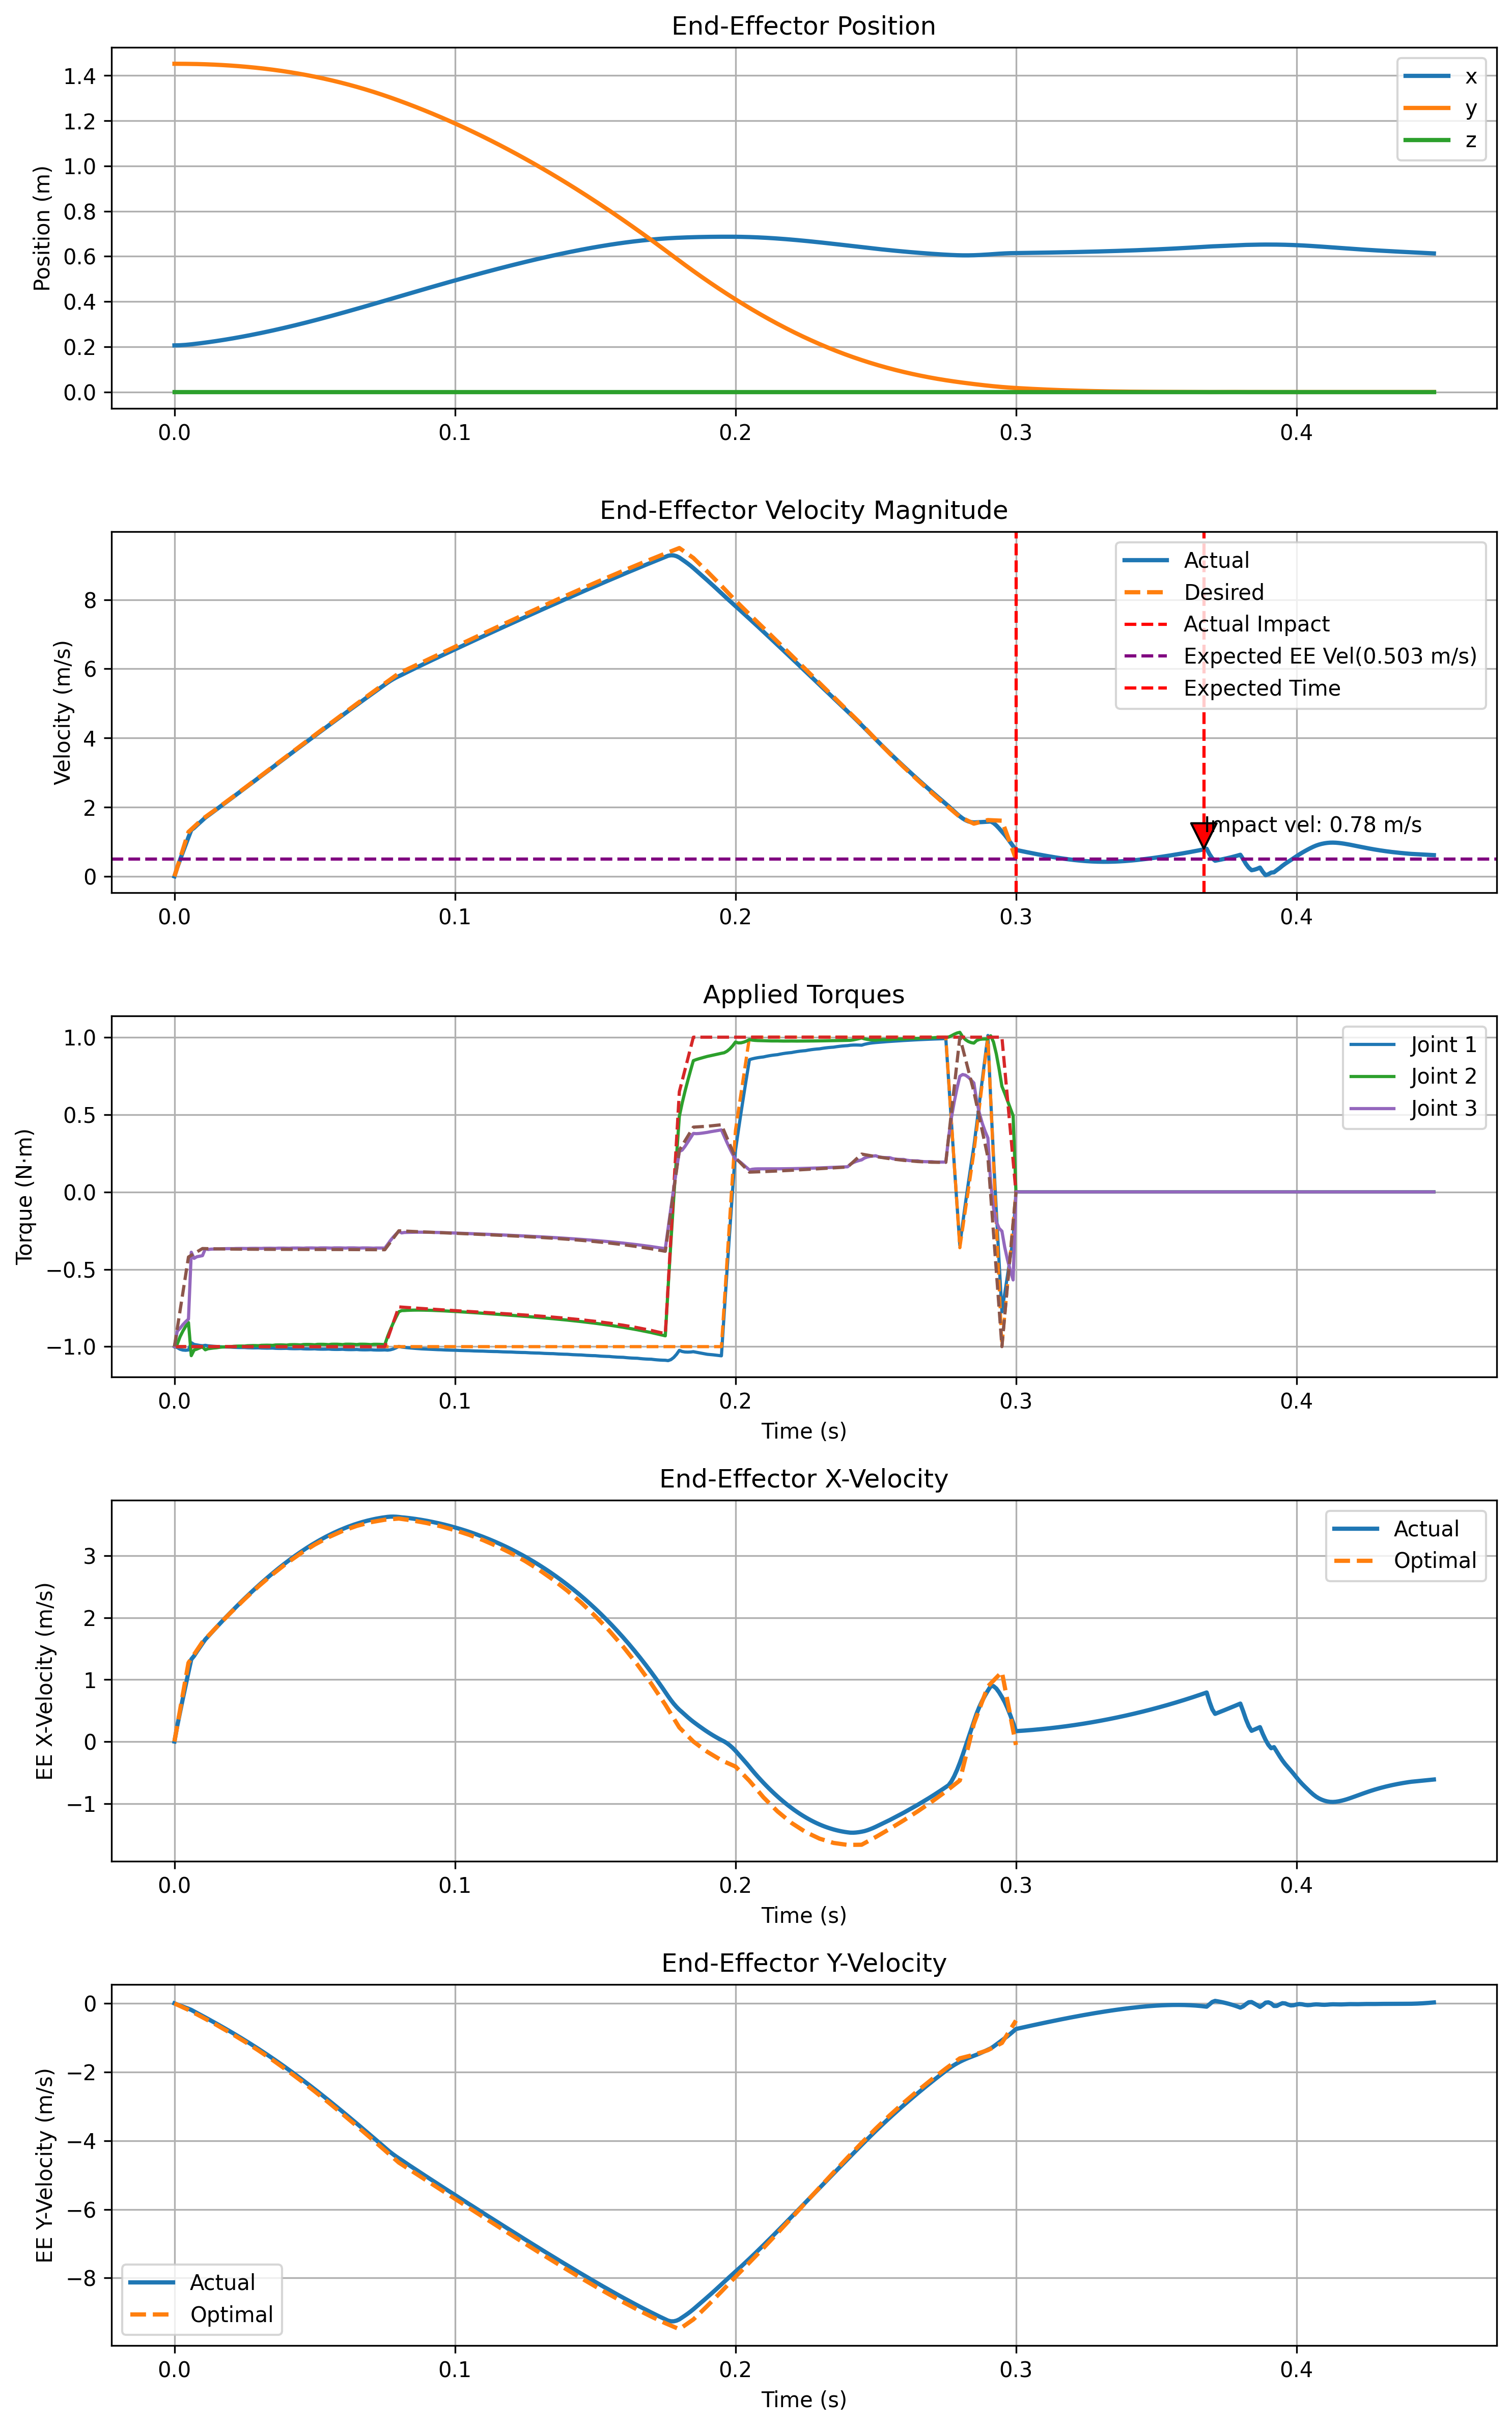 End-Effector Position
Position (m)
1.4
1.2
1.0
0.8
0.6
0.4
0.2
0.0
x
y
z
0.0 0.1 0.2 0.3 0.4
End-Effector Velocity Magnitude
Velocity (m/s)
8
6
4
2
0
Actual
Desired
Actual Impact
Expected EE Vel(0.503 m/s)
Expected Time
Impact vel: 0.78 m/s
0.0 0.1 0.2 0.3 0.4
Applied Torques
Torque (N·m)
1.0
0.5
0.0
−0.5
−1.0
Joint 1
Joint 2
Joint 3
0.0 0.1 0.2 0.3 0.4
Time (s)
End-Effector X-Velocity
EE X-Velocity (m/s)
3
2
1
0
−1
Actual
Optimal
0.0 0.1 0.2 0.3 0.4
Time (s)
End-Effector Y-Velocity
EE Y-Velocity (m/s)
0
−2
−4
−6
−8
Actual
Optimal
0.0 0.1 0.2 0.3 0.4
Time (s)